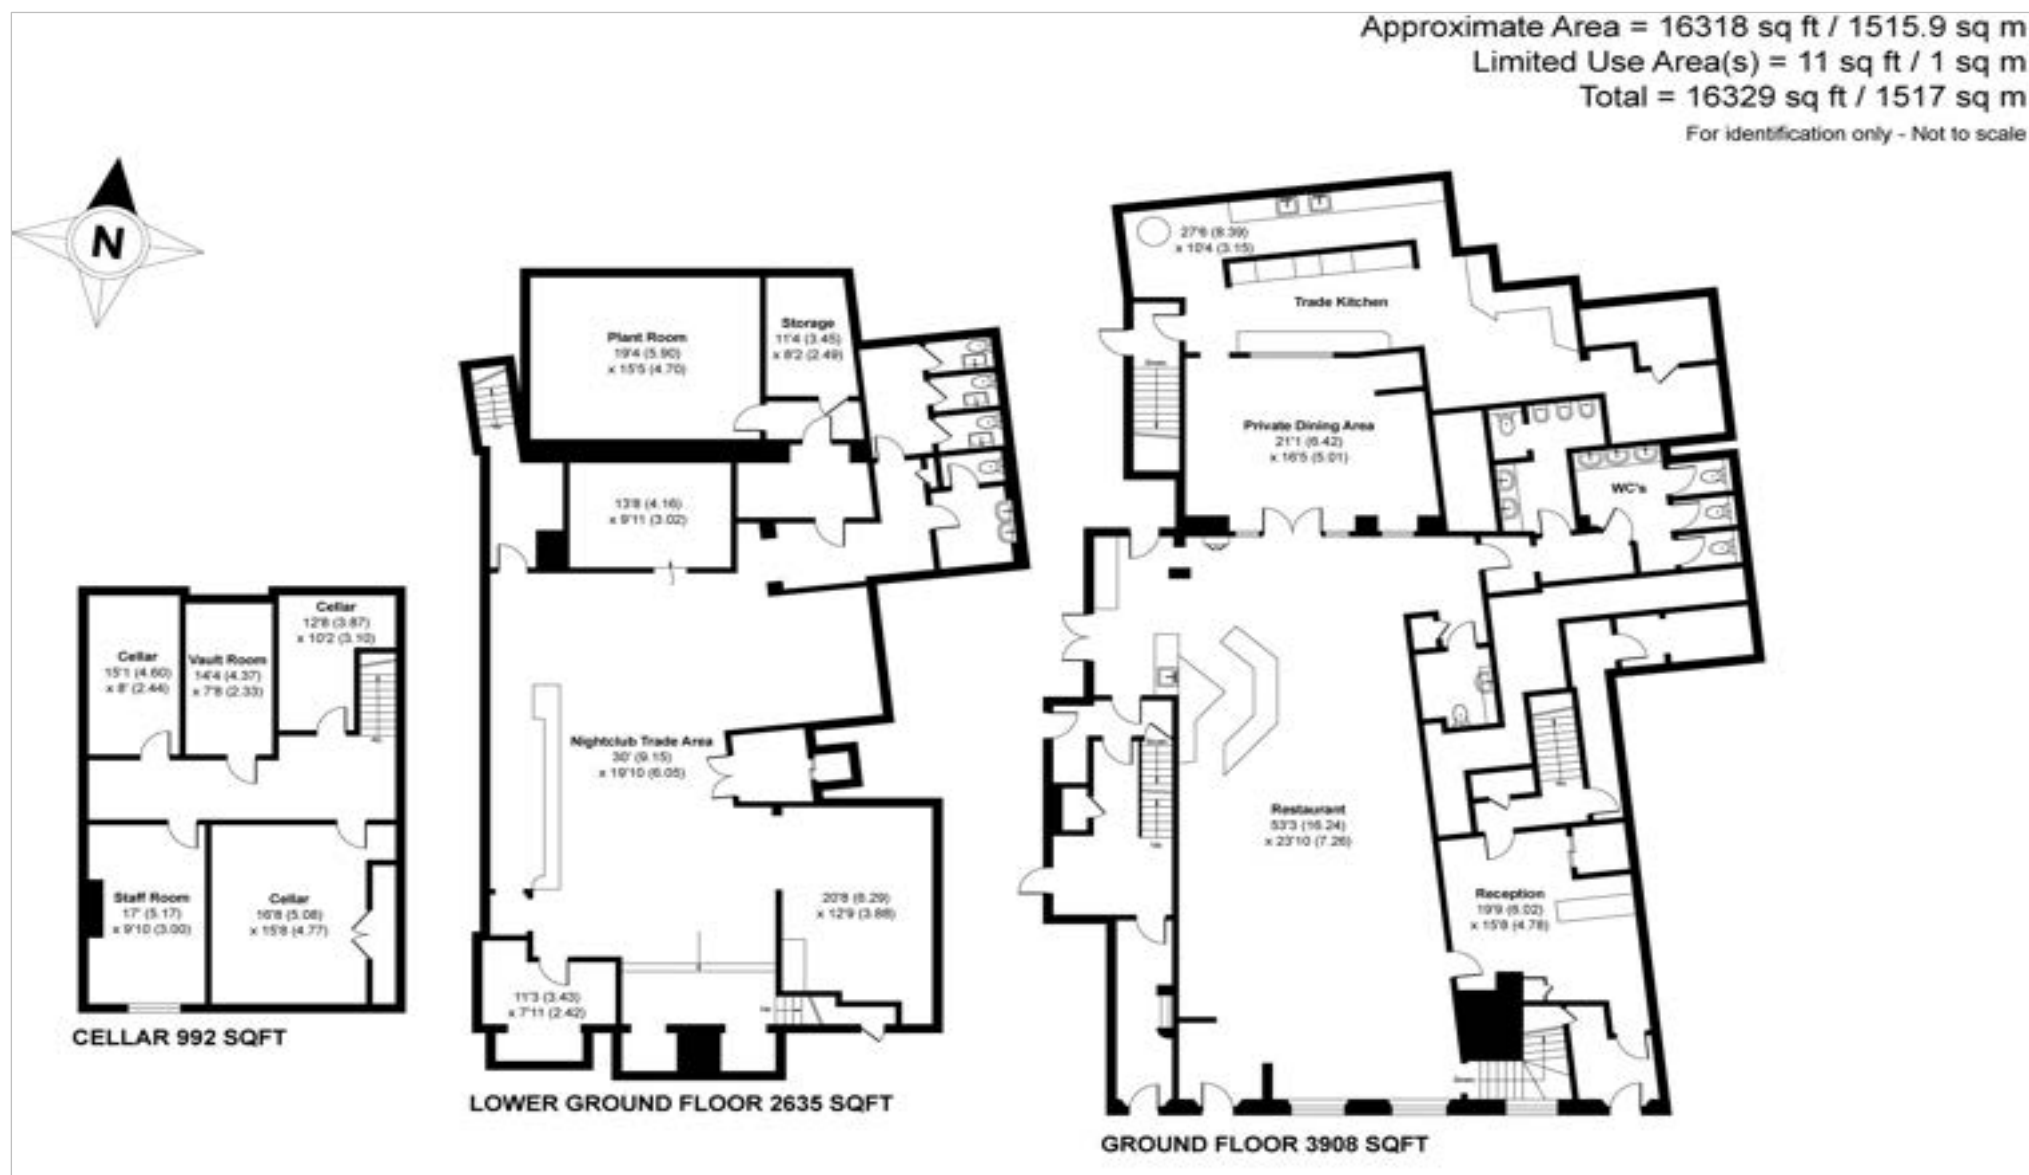 Approximate Area = 16318 sq ft / 1515.9 sq m
Limited Use Area(s) = 11 sq ft / 1 sq m
Total = 16329 sq ft / 1517 sq m
For identification only - Not to scale
N
Cellar
15'1 (4.60)
x 8' (2.44)
Vault Room
14'4 (4.37)
x 7'8 (2.33)
Cellar
12'8 (3.87)
x 10'2 (3.10)
Staff Room
17' (5.17)
x 9'10 (3.00)
Cellar
16'8 (5.08)
x 15'8 (4.77)
CELLAR 992 SQFT
Plant Room
19'4 (5.90)
x 15'5 (4.70)
Storage
11'4 (3.45)
x 8'2 (2.49)
13'8 (4.16)
x 9'11 (3.02)
Nightclub Trade Area
30' (9.15)
x 19'10 (6.05)
20'8 (6.29)
x 12'9 (3.88)
11'3 (3.43)
x 7'11 (2.42)
LOWER GROUND FLOOR 2635 SQFT
27'6 (8.39)
x 10'4 (3.15)
Trade Kitchen
Down
Private Dining Area
21'1 (6.42)
x 16'5 (5.01)
WC's
Down
Restaurant
53'3 (16.24)
x 23'10 (7.26)
Reception
19'9 (6.02)
x 15'8 (4.78)
Down
GROUND FLOOR 3908 SQFT